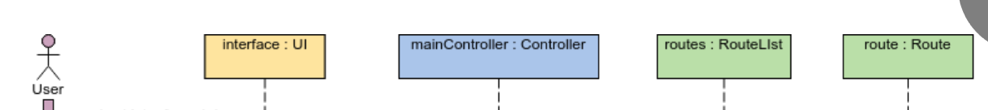 interface : UI
mainController : Controller
routes : RouteLIst
route : Route
User